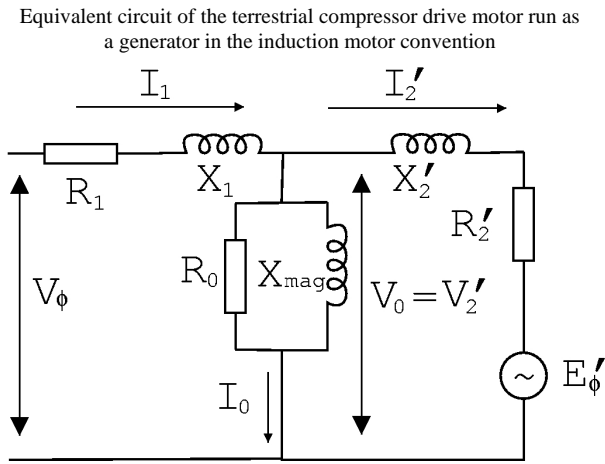 Equivalent circuit of the terrestrial compressor drive motor run as
a generator in the induction motor convention
I₁
I₂′
R₁
X₁
X₂′
R₂′
R₀
Xmag
Vϕ
V₀=V₂′
Eϕ′
~
I₀